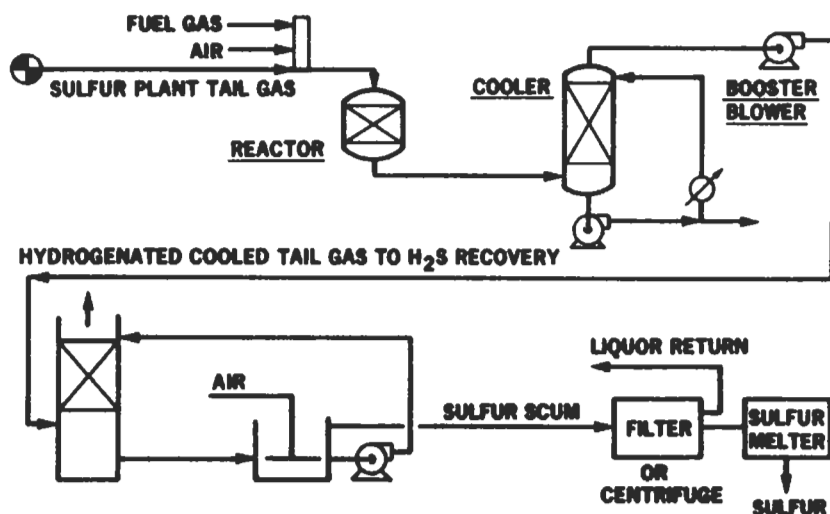 FUEL GAS
AIR
SULFUR PLANT TAIL GAS
REACTOR
COOLER
BOOSTER
BLOWER
HYDROGENATED COOLED TAIL GAS TO H₂S RECOVERY
AIR
SULFUR SCUM
LIQUOR RETURN
FILTER
OR
CENTRIFUGE
SULFUR
MELTER
SULFUR